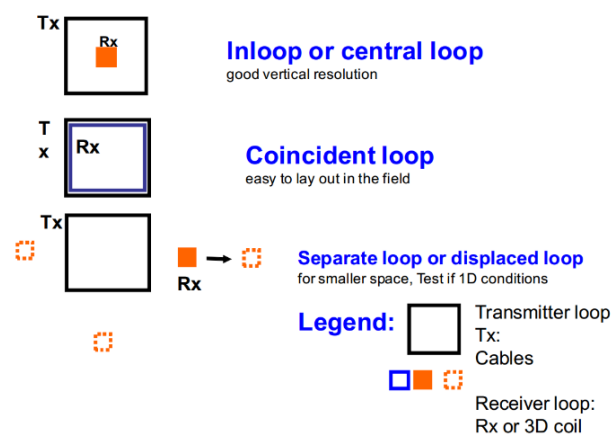 Tx
Rx
Inloop or central loop
good vertical resolution
T
x
Rx
Coincident loop
easy to lay out in the field
Tx
Rx
Separate loop or displaced loop
for smaller space, Test if 1D conditions
Legend:
Transmitter loop
Tx:
Cables
Receiver loop:
Rx or 3D coil